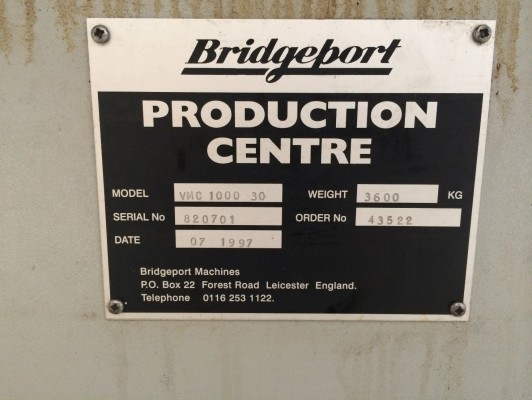 Bridgeport
PRODUCTION
CENTRE
MODEL VMC 1000 30 WEIGHT 3600 KG
SERIAL No 820701 ORDER No 43522
DATE 07 1997
Bridgeport Machines
P.O. Box 22 Forest Road Leicester England.
Telephone 0116 253 1122.